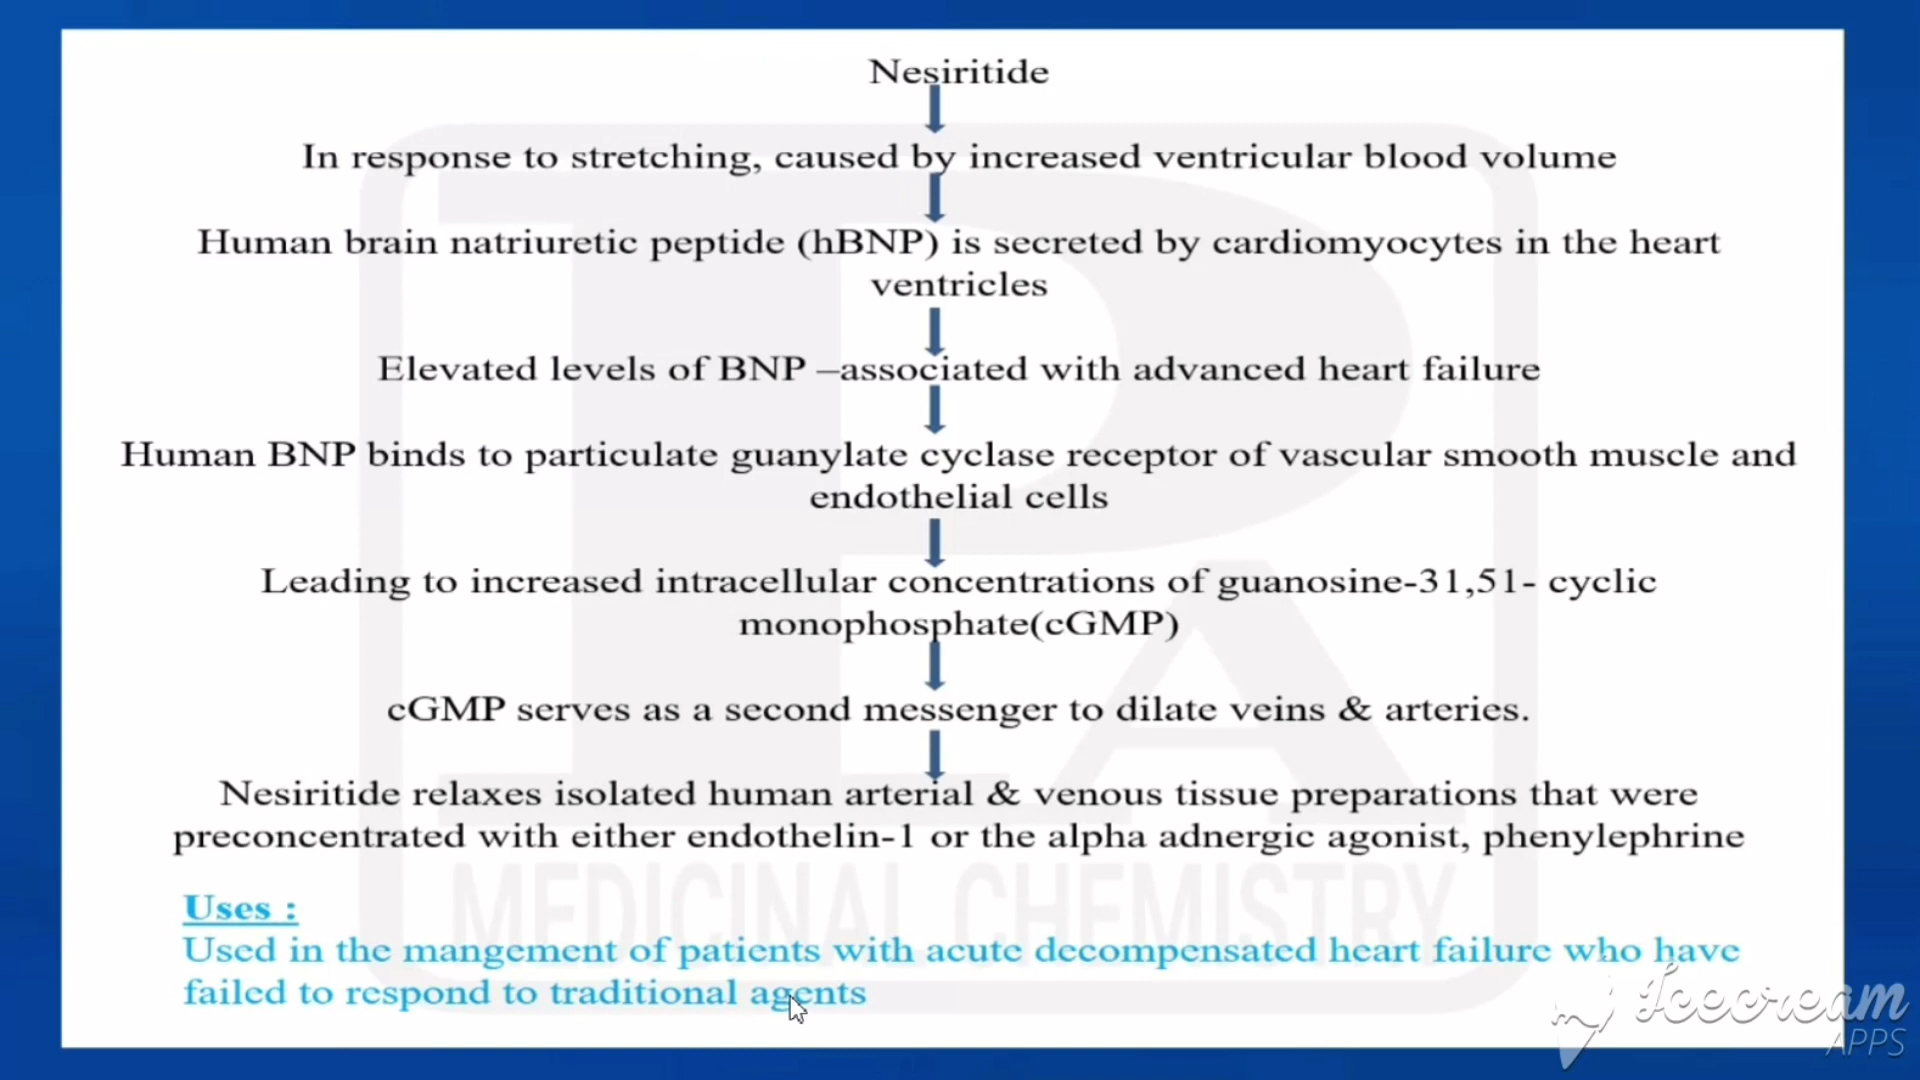 Nesiritide
In response to stretching, caused by increased ventricular blood volume
Human brain natriuretic peptide (hBNP) is secreted by cardiomyocytes in the heart
ventricles
Elevated levels of BNP –associated with advanced heart failure
Human BNP binds to particulate guanylate cyclase receptor of vascular smooth muscle and
endothelial cells
Leading to increased intracellular concentrations of guanosine-31,51- cyclic
monophosphate(cGMP)
cGMP serves as a second messenger to dilate veins & arteries.
Nesiritide relaxes isolated human arterial & venous tissue preparations that were
preconcentrated with either endothelin-1 or the alpha adnergic agonist, phenylephrine
MEDICINAL CHEMISTRY
Uses :
Used in the mangement of patients with acute decompensated heart failure who have
failed to respond to traditional agents
Icecream
APPS
PA